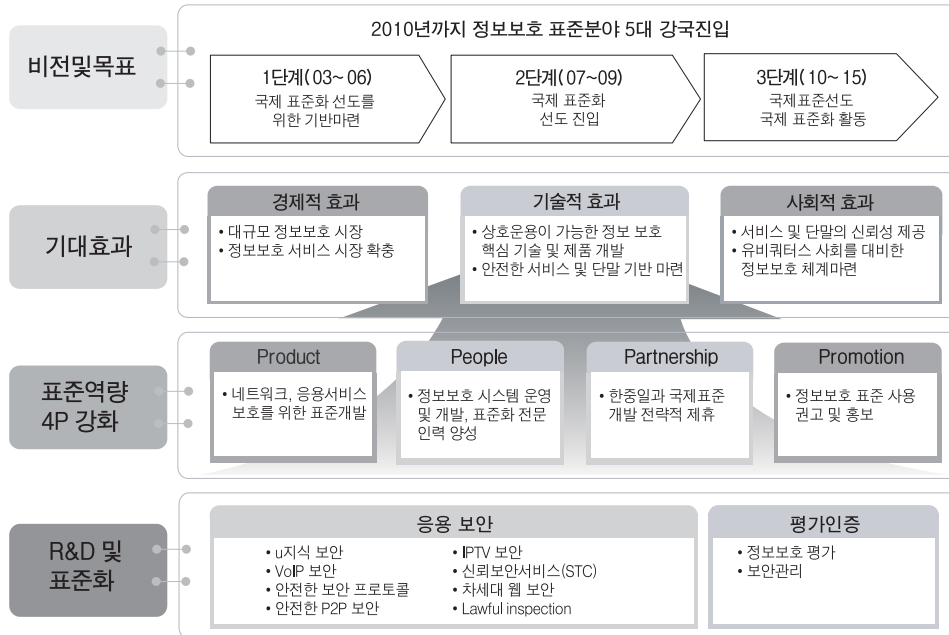 비전및목표
2010년까지 정보보호 표준분야 5대 강국진입
1단계(03~06)
국제 표준화 선도를
위한 기반마련
2단계(07~09)
국제 표준화
선도 진입
3단계(10~15)
국제표준선도
국제 표준화 활동
기대효과
경제적 효과
• 대규모 정보보호 시장
• 정보보호 서비스 시장 확충
기술적 효과
• 상호운용이 가능한 정보 보호
핵심 기술 및 제품 개발
• 안전한 서비스 및 단말 기반 마련
사회적 효과
• 서비스 및 단말의 신뢰성 제공
• 유비쿼터스 사회를 대비한
정보보호 체계마련
표준역량
4P 강화
Product
• 네트워크, 응용서비스
보호를 위한 표준개발
People
• 정보보호 시스템 운영
및 개발, 표준화 전문
인력 양성
Partnership
• 한중일과 국제표준
개발 전략적 제휴
Promotion
• 정보보호 표준 사용
권고 및 홍보
R&D 및
표준화
응용 보안
• u지식 보안
• VoIP 보안
• 안전한 보안 프로토콜
• 안전한 P2P 보안
• IPTV 보안
• 신뢰보안서비스(STC)
• 차세대 웹 보안
• Lawful inspection
평가인증
• 정보보호 평가
• 보안관리